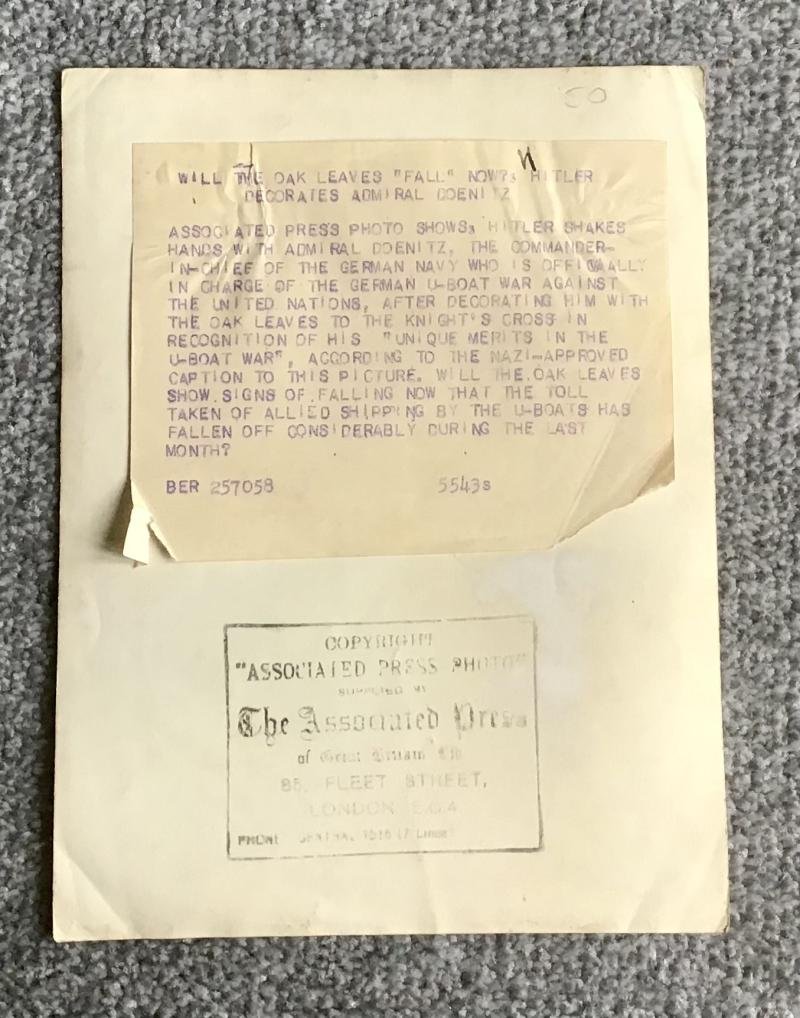 50
WILL THE OAK LEAVES "FALL" NOW?: HITLER
DECORATES ADMIRAL DOENITZ
ASSOCIATED PRESS PHOTO SHOWS: HITLER SHAKES
HANDS WITH ADMIRAL DOENITZ, THE COMMANDER-
IN-CHIEF OF THE GERMAN NAVY WHO IS OFFICIALLY
IN CHARGE OF THE GERMAN U-BOAT WAR AGAINST
THE UNITED NATIONS, AFTER DECORATING HIM WITH
THE OAK LEAVES TO THE KNIGHT'S CROSS IN
RECOGNITION OF HIS "UNIQUE MERITS IN THE
U-BOAT WAR", ACCORDING TO THE NAZI-APPROVED
CAPTION TO THIS PICTURE. WILL THE OAK LEAVES
SHOW SIGNS OF FALLING NOW THAT THE TOLL
TAKEN OF ALLIED SHIPPING BY THE U-BOATS HAS
FALLEN OFF CONSIDERABLY DURING THE LAST
MONTH?
BER 257058 5543s
COPYRIGHT
"ASSOCIATED PRESS PHOTO"
SUPPLIED BY
The Associated Press
of Great Britain Ltd
85, FLEET STREET,
LONDON E.C.4
PHONE CENTRAL 1515 (7 Lines)